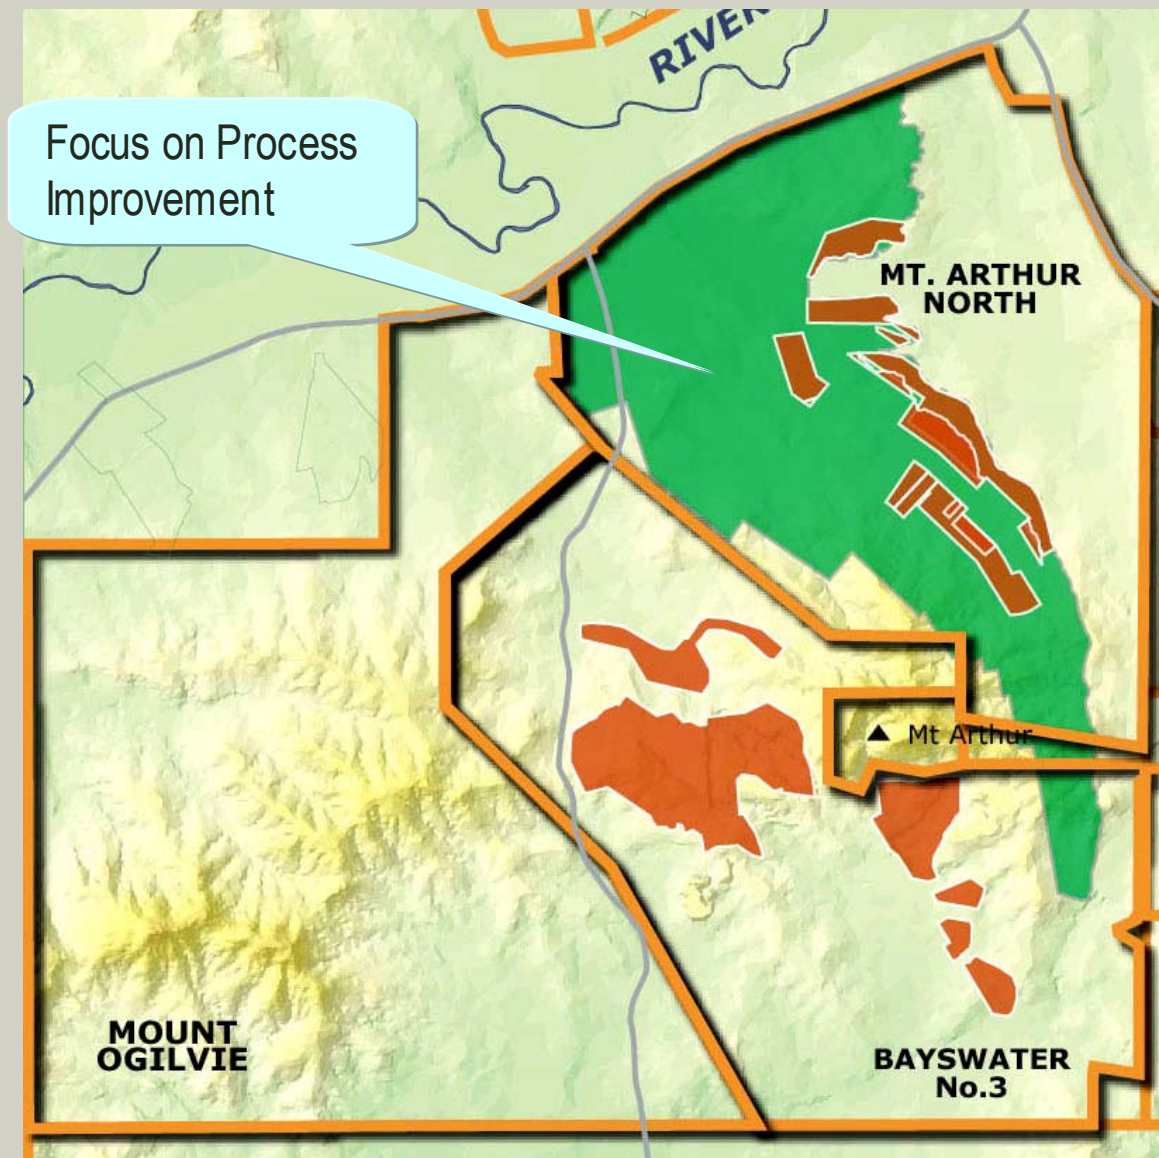 RIVER
Focus on Process
Improvement
MT. ARTHUR
NORTH
Mt Arthur
MOUNT
OGILVIE
BAYSWATER
No.3